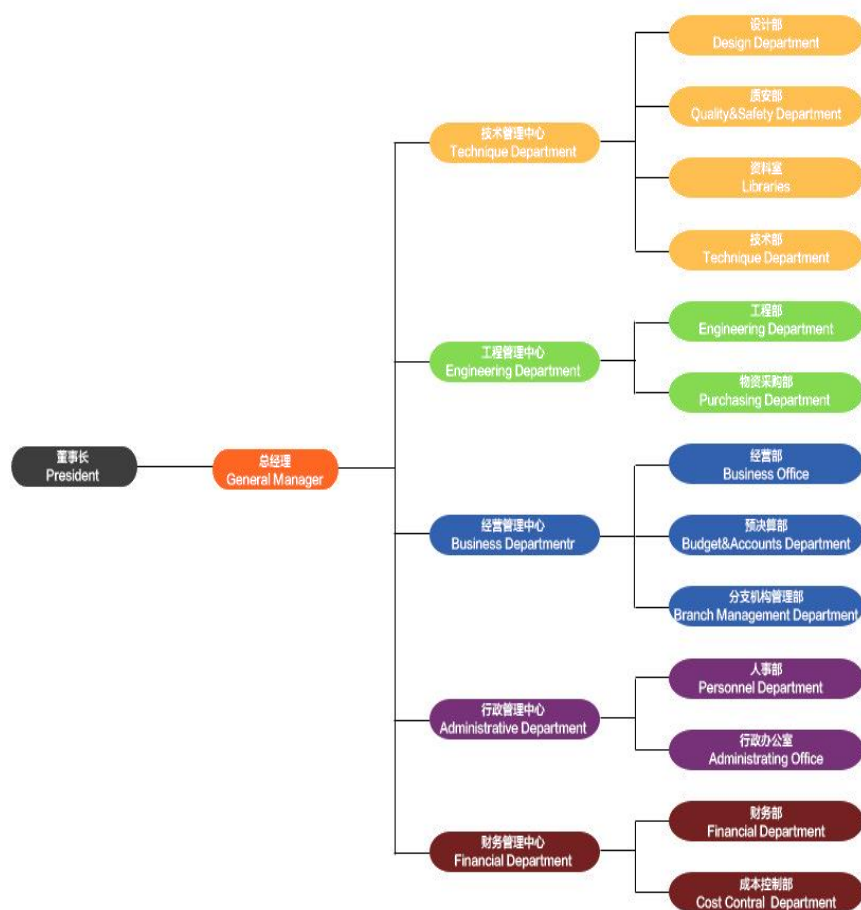 董事长
President
总经理
General Manager
技术管理中心
Technique Department
设计部
Design Department
质安部
Quality&Safety Department
资料室
Libraries
技术部
Technique Department
工程管理中心
Engineering Department
工程部
Engineering Department
物资采购部
Purchasing Department
经营管理中心
Business Departmentr
经营部
Business Office
预决算部
Budget&Accounts Department
分支机构管理部
Branch Management Department
行政管理中心
Administrative Department
人事部
Personnel Department
行政办公室
Administrating Office
财务管理中心
Financial Department
财务部
Financial Department
成本控制部
Cost Contral Department